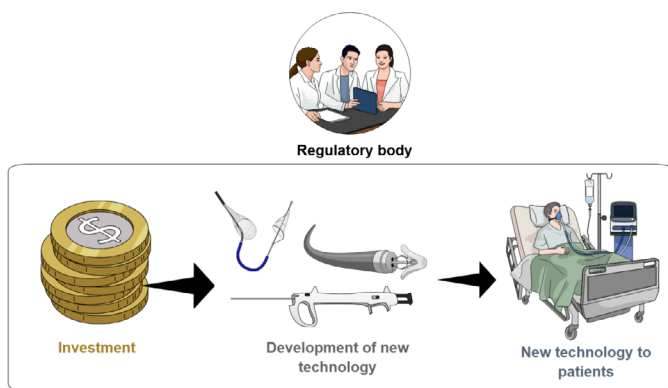 Regulatory body
$
Investment
Development of new
technology
New technology to
patients